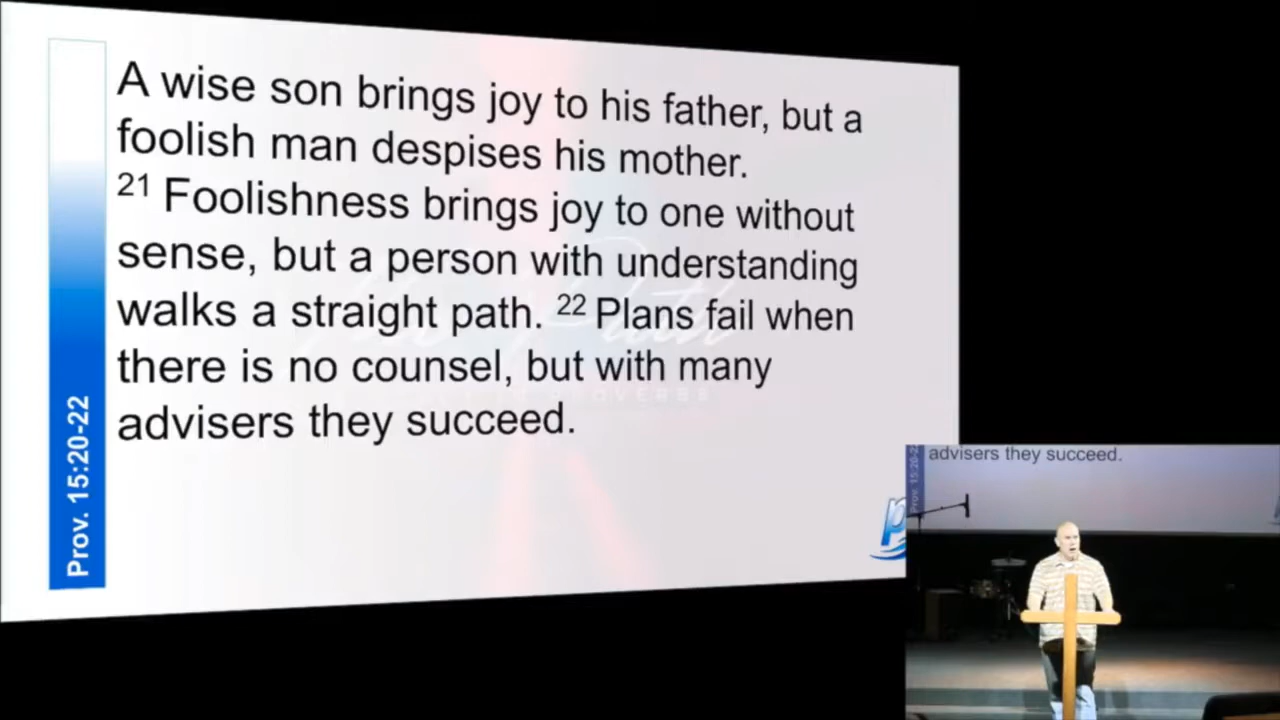 A wise son brings joy to his father, but a
foolish man despises his mother.
21 Foolishness brings joy to one without
sense, but a person with understanding
walks a straight path. 22 Plans fail when
there is no counsel, but with many
advisers they succeed.
Prov. 15:20-22
advisers they succeed.